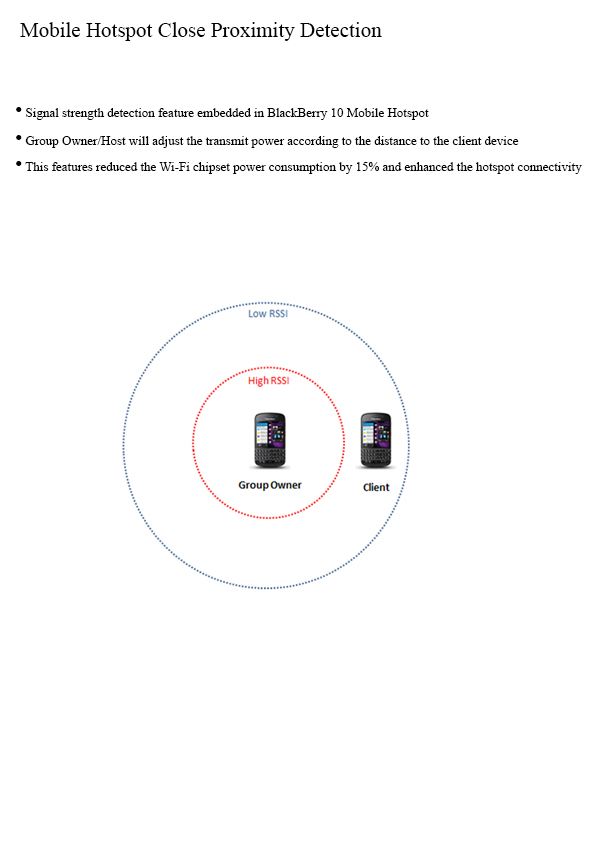 Mobile Hotspot Close Proximity Detection
• Signal strength detection feature embedded in BlackBerry 10 Mobile Hotspot
• Group Owner/Host will adjust the transmit power according to the distance to the client device
• This features reduced the Wi-Fi chipset power consumption by 15% and enhanced the hotspot connectivity
Low RSSI
High RSSI
Group Owner
Client